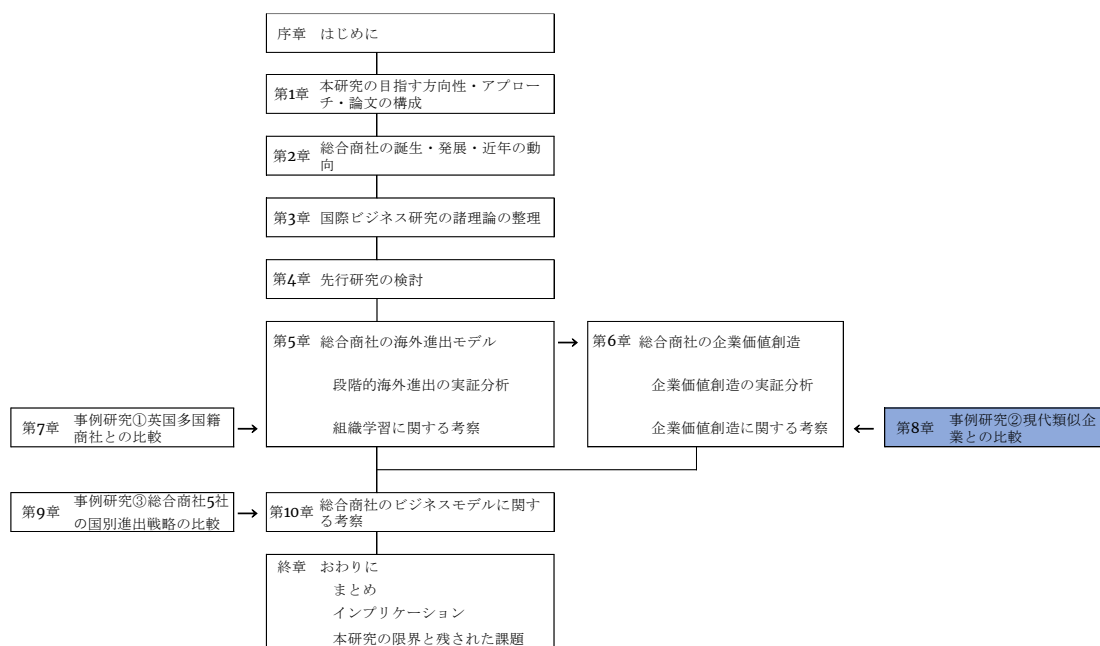 序章 はじめに
第1章 本研究の目指す方向性・アプロー
チ・論文の構成
第2章 総合商社の誕生・発展・近年の動
向
第3章 国際ビジネス研究の諸理論の整理
第4章 先行研究の検討
第5章 総合商社の海外進出モデル
段階的海外進出の実証分析
組織学習に関する考察
第6章 総合商社の企業価値創造
企業価値創造の実証分析
企業価値創造に関する考察
第7章 事例研究①英国多国籍
商社との比較
第8章 事例研究②現代類似企
業との比較
第9章 事例研究③総合商社5社
の国別進出戦略の比較
第10章 総合商社のビジネスモデルに関す
る考察
終章 おわりに
まとめ
インプリケーション
本研究の限界と残された課題